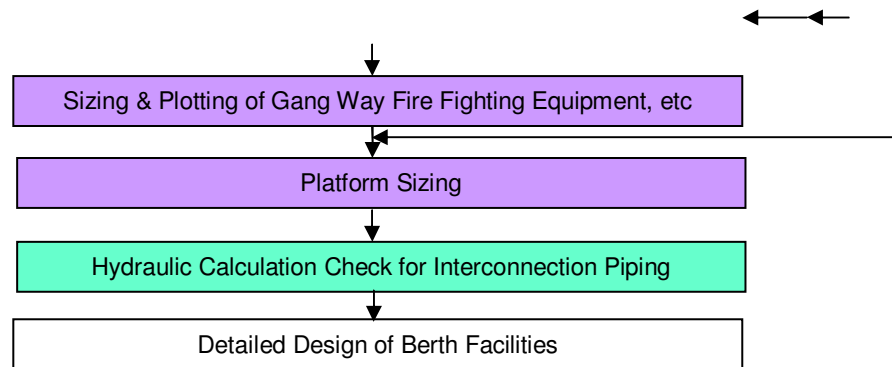 Sizing & Plotting of Gang Way Fire Fighting Equipment, etc
Platform Sizing
Hydraulic Calculation Check for Interconnection Piping
Detailed Design of Berth Facilities